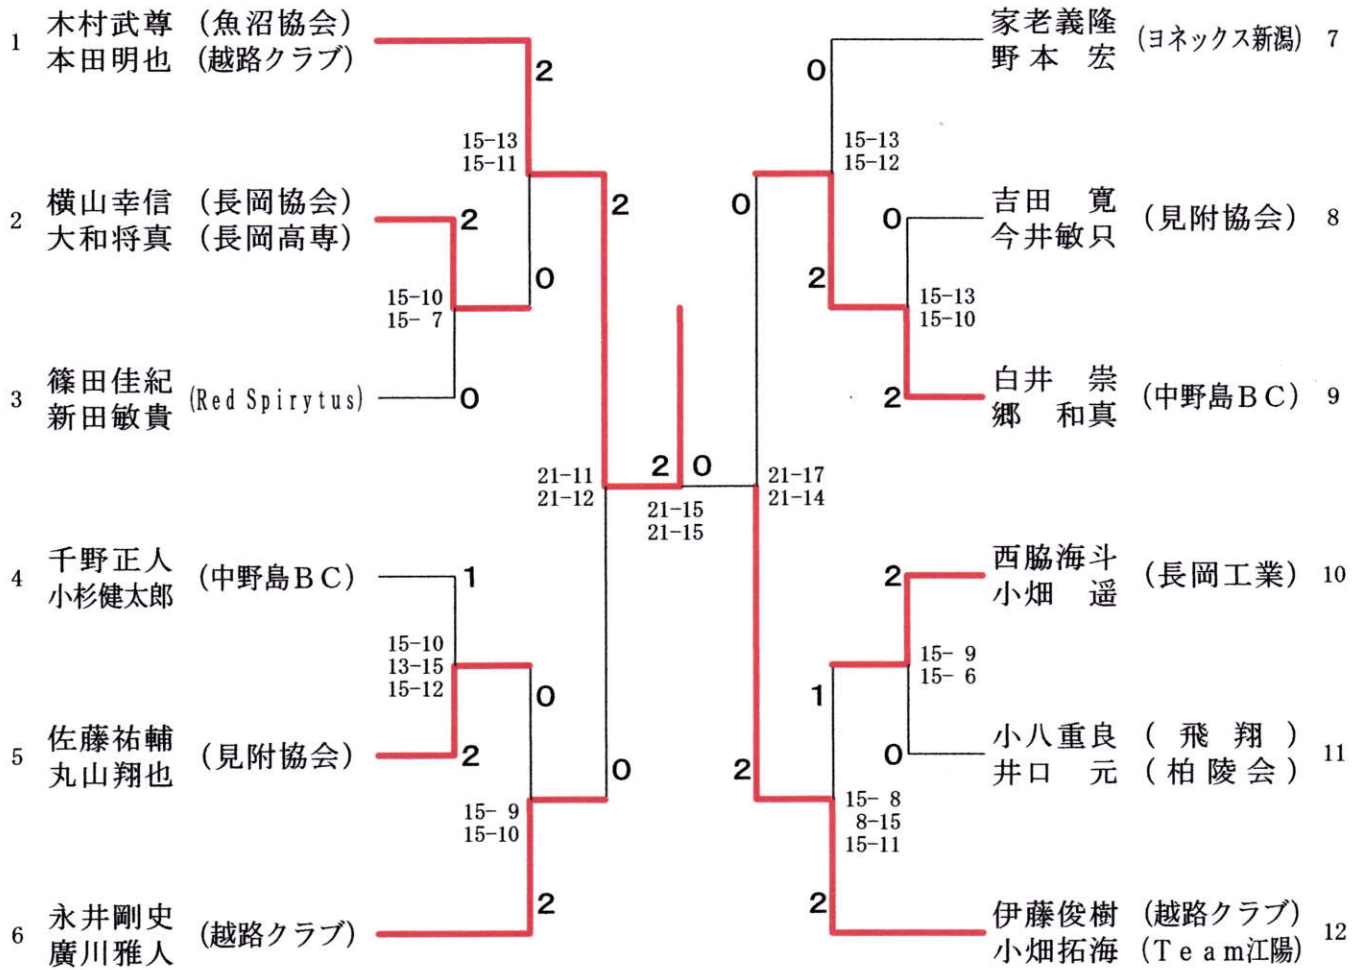 1 木村武尊 (魚沼協会)
本田明也 (越路クラブ)
2
15-13
15-11
2 横山幸信 (長岡協会)
大和将真 (長岡高専)
2
2
0
15-10
15- 7
3 篠田佳紀 (Red Spirytus)
新田敏貴
0
21-11
21-12
4 千野正人 (中野島BC)
小杉健太郎
1
15-10
13-15
15-12
0
5 佐藤祐輔 (見附協会)
丸山翔也
2
0
15- 9
15-10
6 永井剛史 (越路クラブ)
廣川雅人
2
2 0
21-15
21-15
家老義隆 (ヨネックス新潟) 7
野本 宏
0
15-13
15-12
0
吉田 寛 (見附協会) 8
今井敏只
0
2
15-13
15-10
白井 崇 (中野島BC) 9
郷 和真
2
21-17
21-14
西脇海斗 (長岡工業) 10
小畑 遥
2
15- 9
15- 6
1
小八重良 (飛翔) 11
井口 元 (柏陵会)
0
2
15- 8
8-15
15-11
伊藤俊樹 (越路クラブ) 12
小畑拓海 (Team江陽)
2